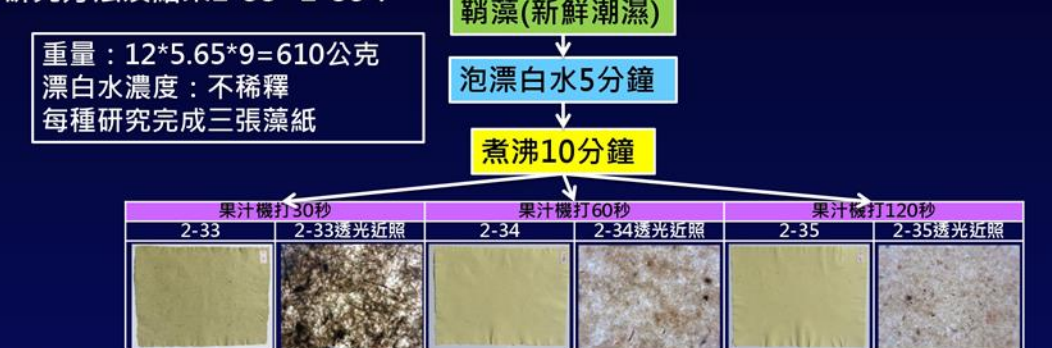 鞘藻(新鮮潮濕)
重量：12*5.65*9=610公克
漂白水濃度：不稀釋
每種研究完成三張藻紙
泡漂白水5分鐘
煮沸10分鐘
果汁機打30秒 果汁機打60秒 果汁機打120秒
2-33 2-33透光近照 2-34 2-34透光近照 2-35 2-35透光近照